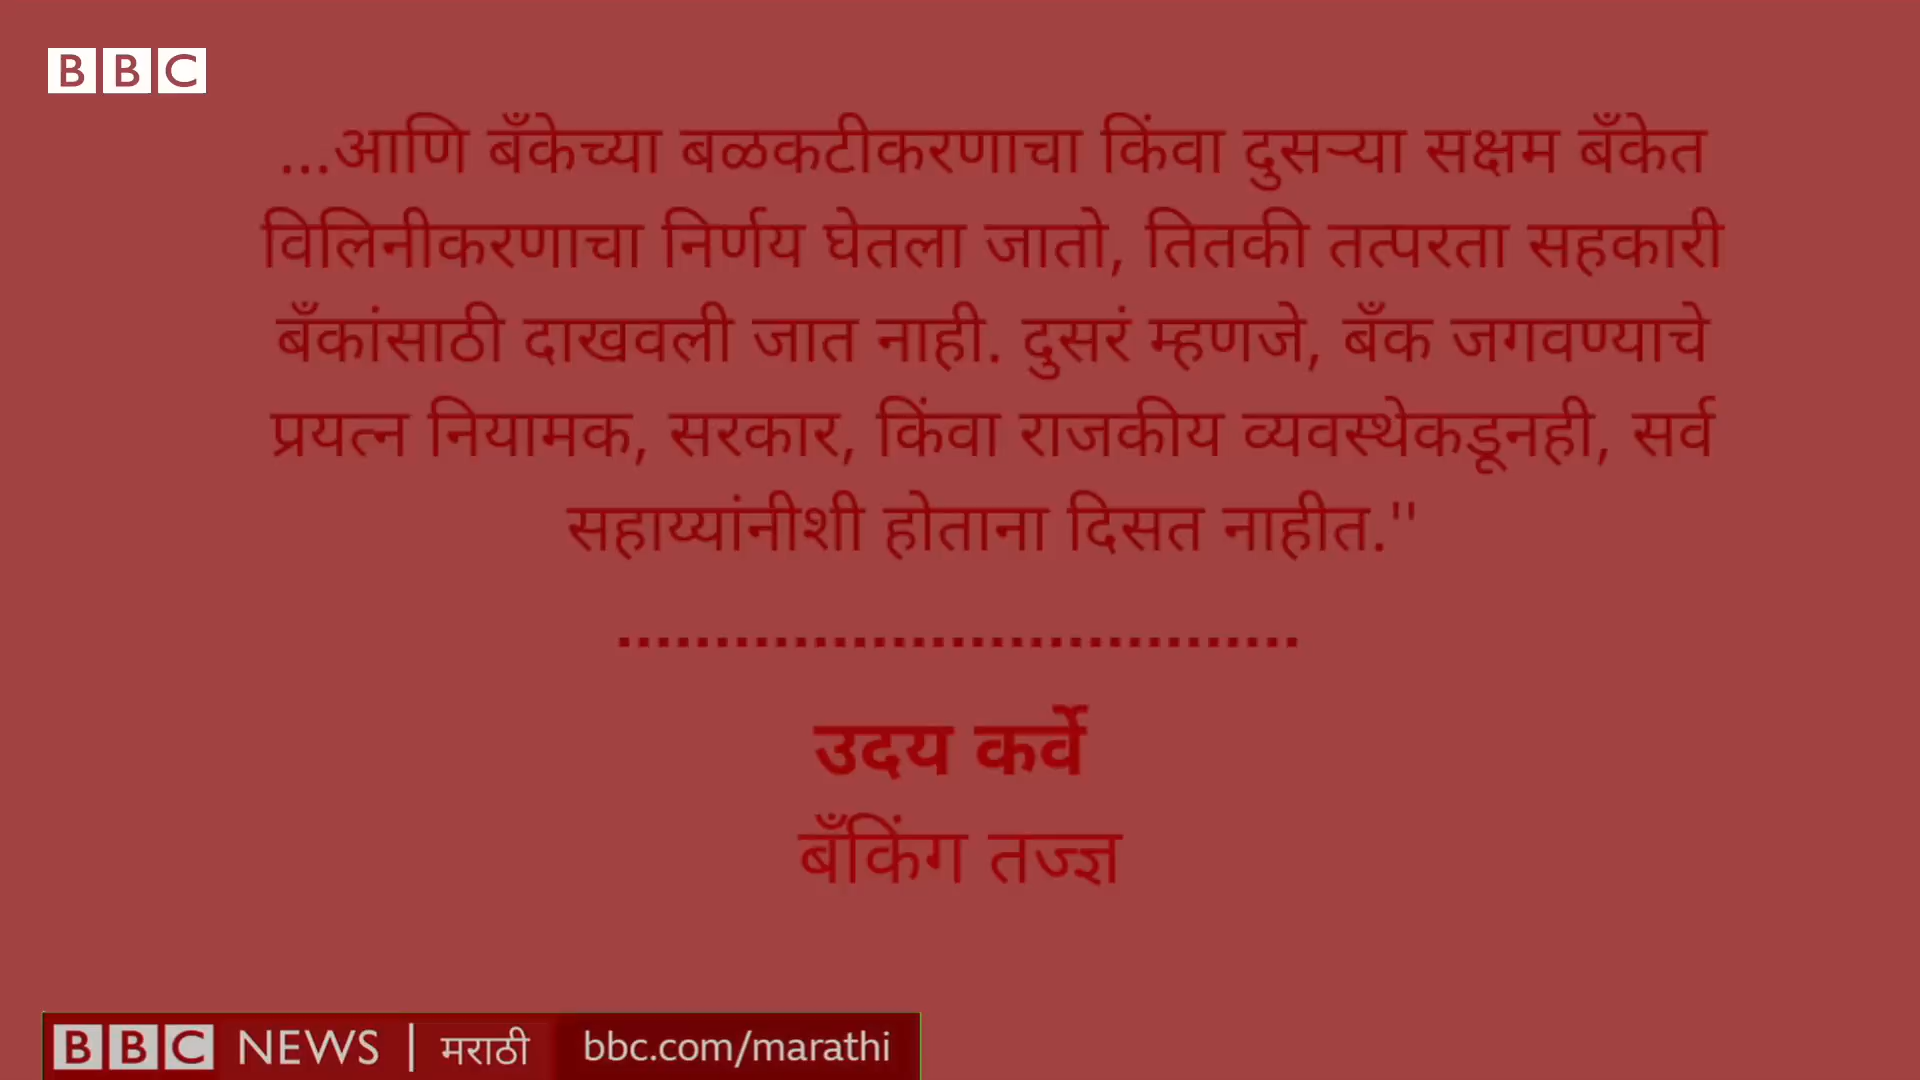 BBC
...आणि बँकेच्या बळकटीकरणाचा किंवा दुसऱ्या सक्षम बँकेत
विलिनीकरणाचा निर्णय घेतला जातो, तितकी तत्परता सहकारी
बँकांसाठी दाखवली जात नाही. दुसरं म्हणजे, बँक जगवण्याचे
प्रयत्न नियामक, सरकार, किंवा राजकीय व्यवस्थेकडूनही, सर्व
सहाय्यांनीशी होताना दिसत नाहीत."
...................................
उदय कर्वे
बँकिंग तज्ज्ञ
BBC NEWS | मराठी bbc.com/marathi